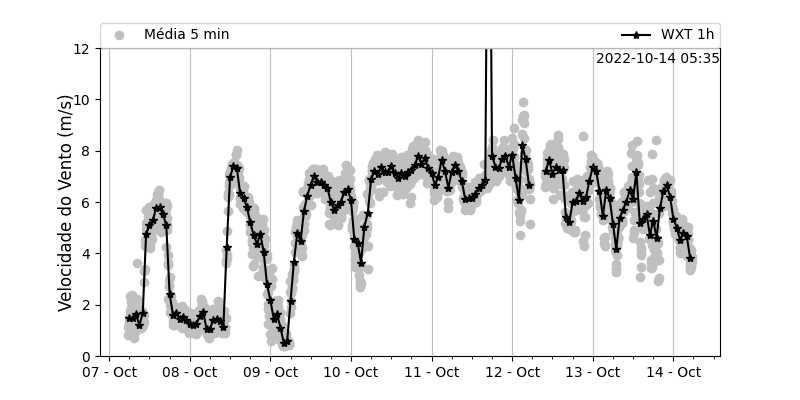 Média 5 min
WXT 1h
2022-10-14 05:35
Velocidade do Vento (m/s)
12
10
8
6
4
2
0
07 - Oct
08 - Oct
09 - Oct
10 - Oct
11 - Oct
12 - Oct
13 - Oct
14 - Oct